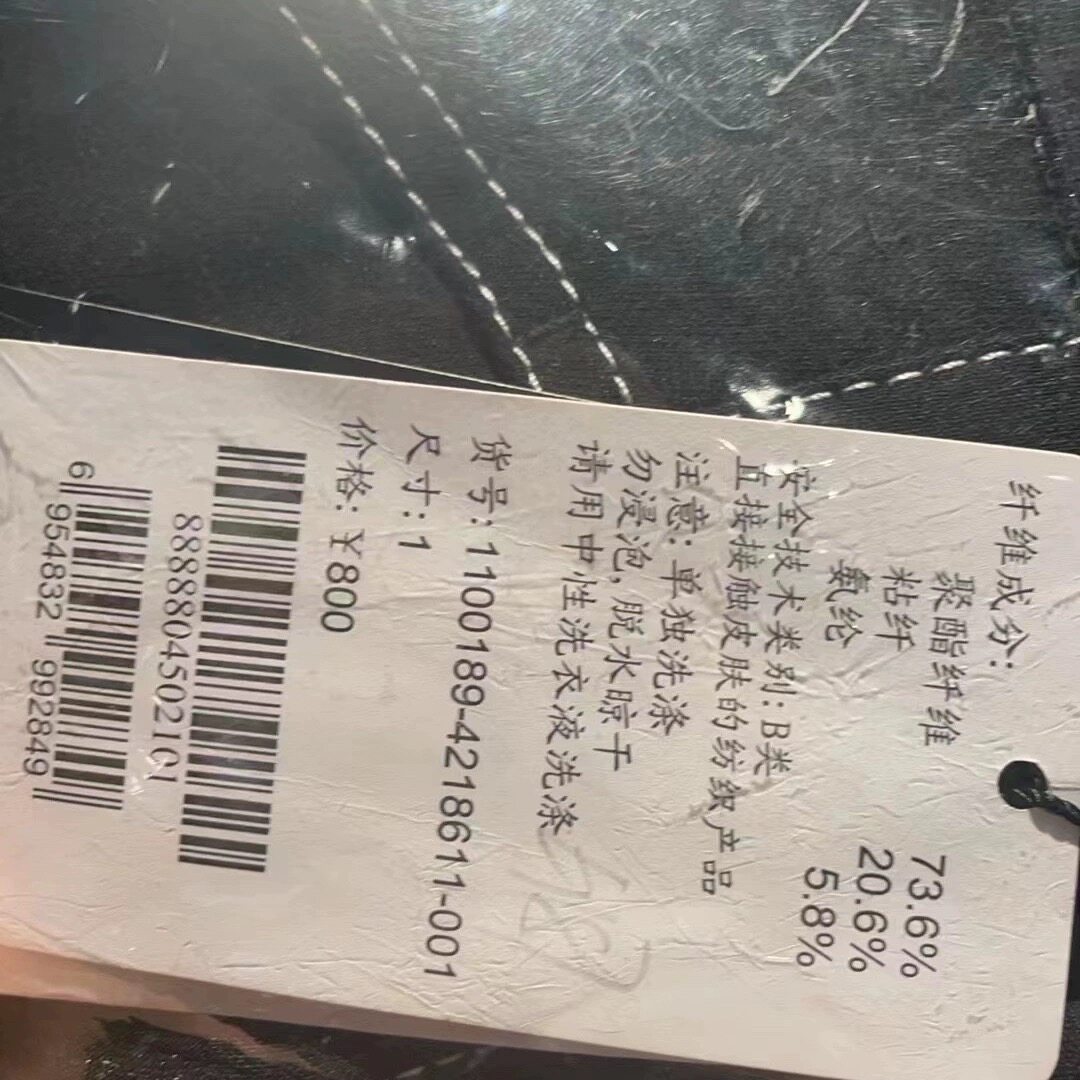 纤维成分:
聚酯纤维 73.6%
粘纤 20.6%
氨纶 5.8%
安全技术类别: B类
直接接触皮肤的纺织产品
注意: 单独洗涤
勿浸泡, 脱水晾干
请用中性洗衣液洗涤
货号: 1100189-4218611-001
尺寸: 1
价格: ¥800
8888804502101
6 954832 992849